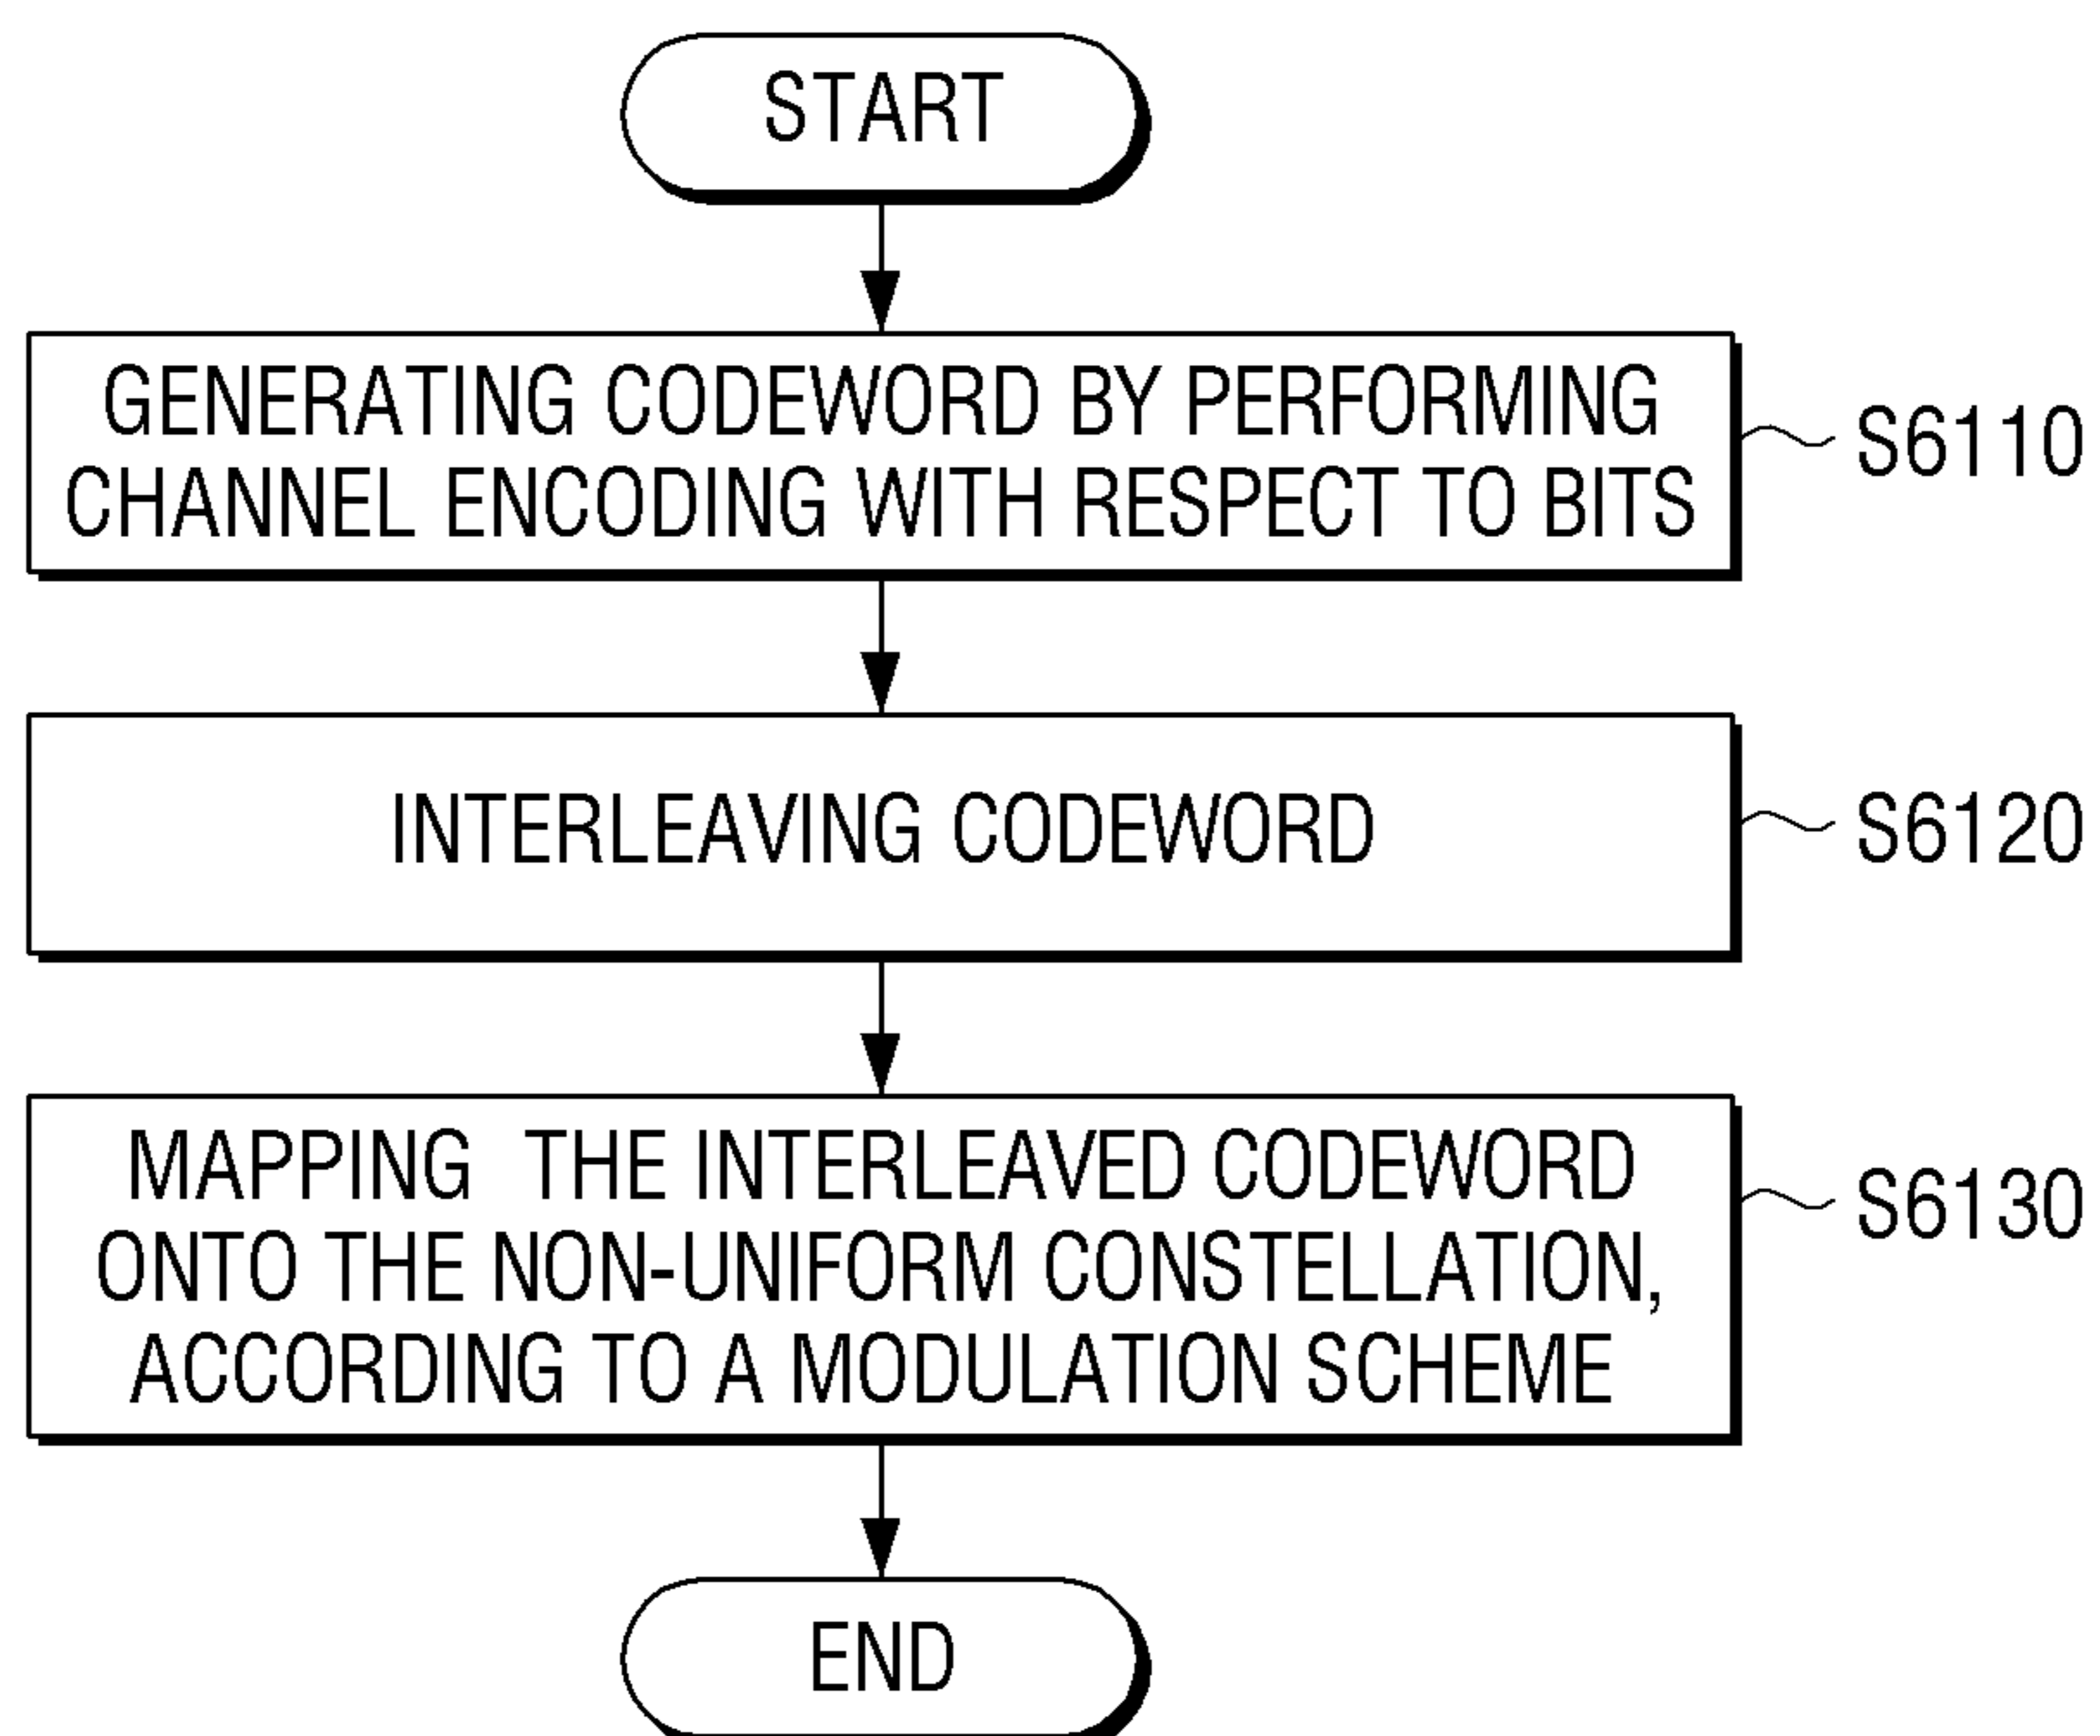 START
GENERATING CODEWORD BY PERFORMING
CHANNEL ENCODING WITH RESPECT TO BITS
S6110
INTERLEAVING CODEWORD
S6120
MAPPING THE INTERLEAVED CODEWORD
ONTO THE NON-UNIFORM CONSTELLATION,
ACCORDING TO A MODULATION SCHEME
S6130
END